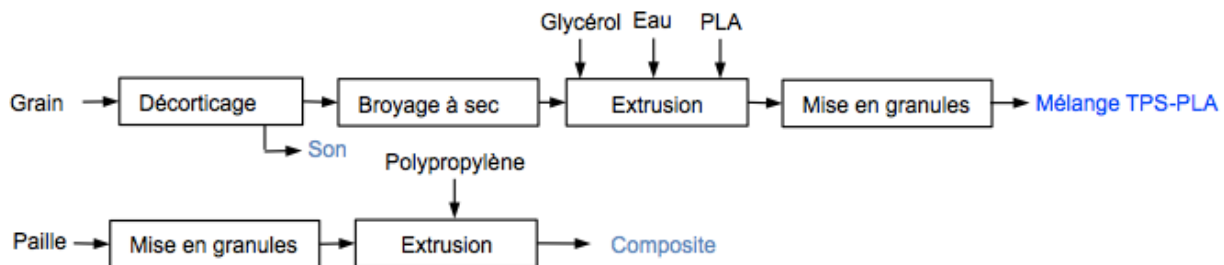 Glycérol Eau PLA
Grain Décorticage Broyage à sec Extrusion Mise en granules Mélange TPS-PLA
Son
Polypropylène
Paille Mise en granules Extrusion Composite